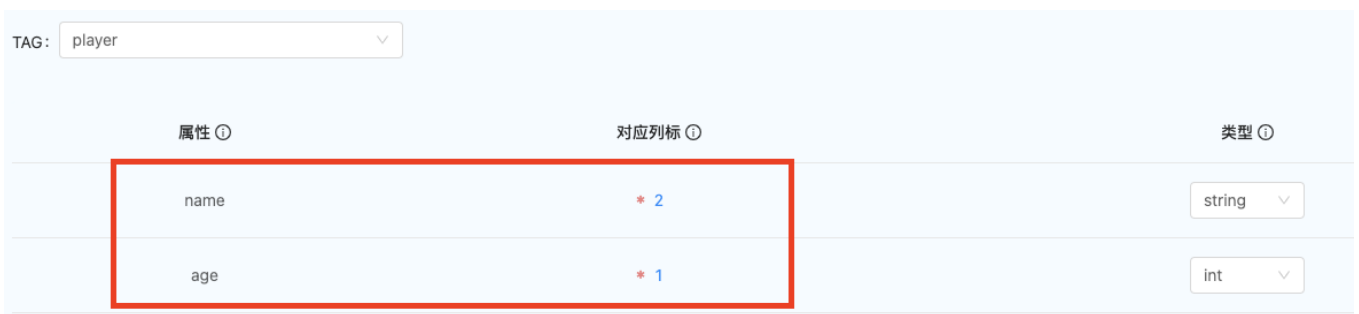 TAG: player
属性 对应列标 类型
name * 2 string
age * 1 int